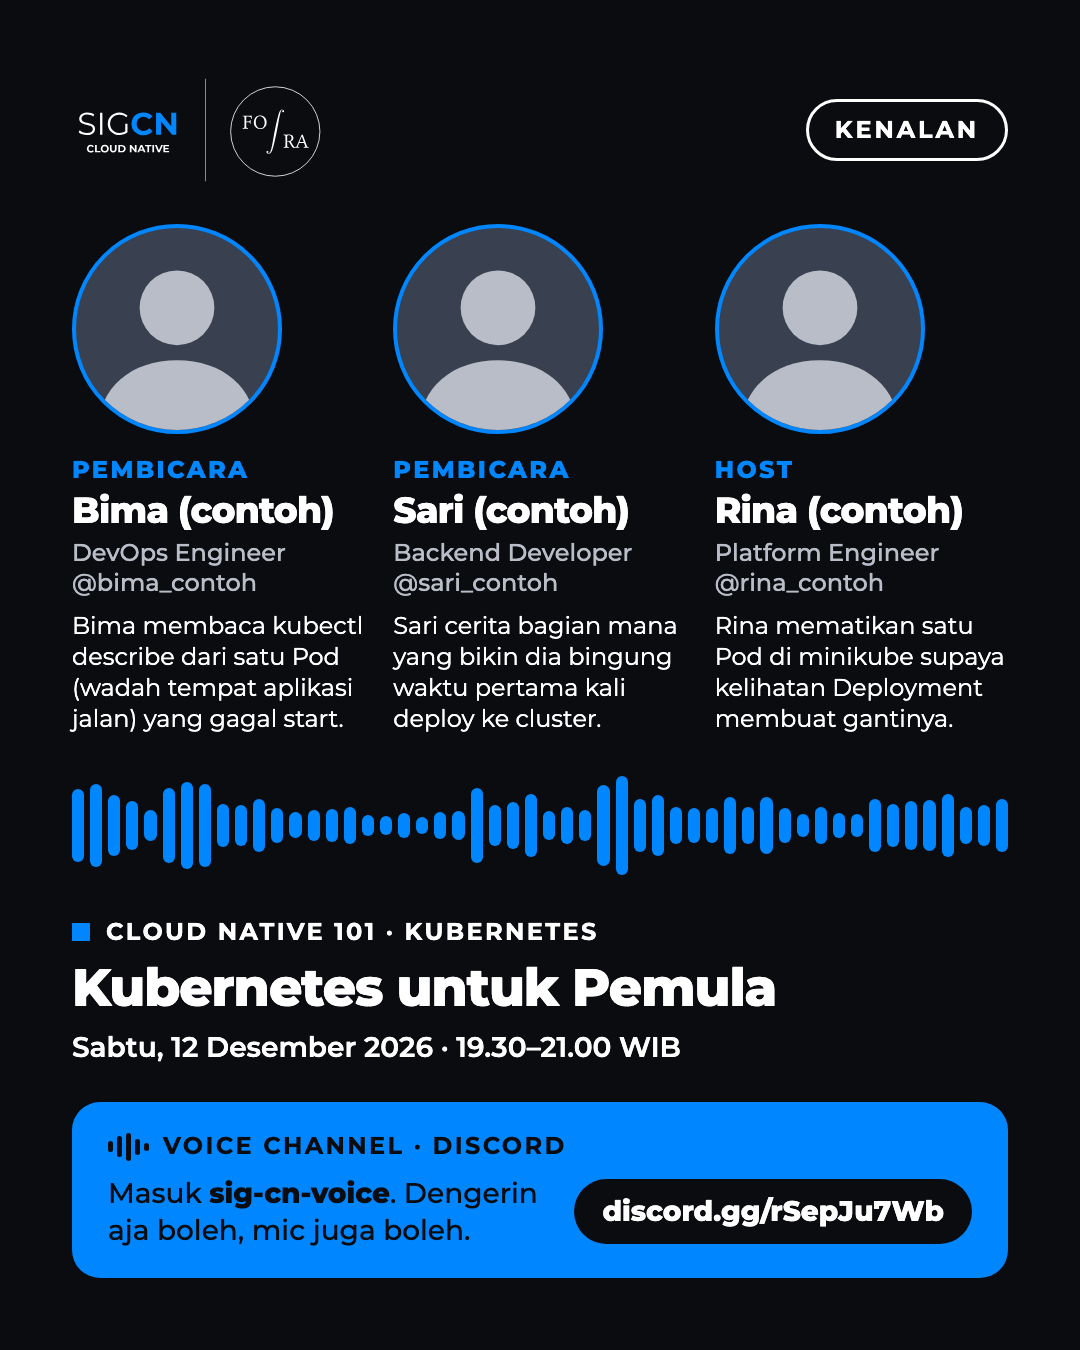 SIGCN
CLOUD NATIVE
FO
RA
KENALAN
PEMBICARA
Bima (contoh)
DevOps Engineer
@bima_contoh
Bima membaca kubectl
describe dari satu Pod
(wadah tempat aplikasi
jalan) yang gagal start.
PEMBICARA
Sari (contoh)
Backend Developer
@sari_contoh
Sari cerita bagian mana
yang bikin dia bingung
waktu pertama kali
deploy ke cluster.
HOST
Rina (contoh)
Platform Engineer
@rina_contoh
Rina mematikan satu
Pod di minikube supaya
kelihatan Deployment
membuat gantinya.
CLOUD NATIVE 101 · KUBERNETES
Kubernetes untuk Pemula
Sabtu, 12 Desember 2026 · 19.30–21.00 WIB
VOICE CHANNEL · DISCORD
Masuk sig-cn-voice. Dengerin
aja boleh, mic juga boleh.
discord.gg/rSepJu7Wb